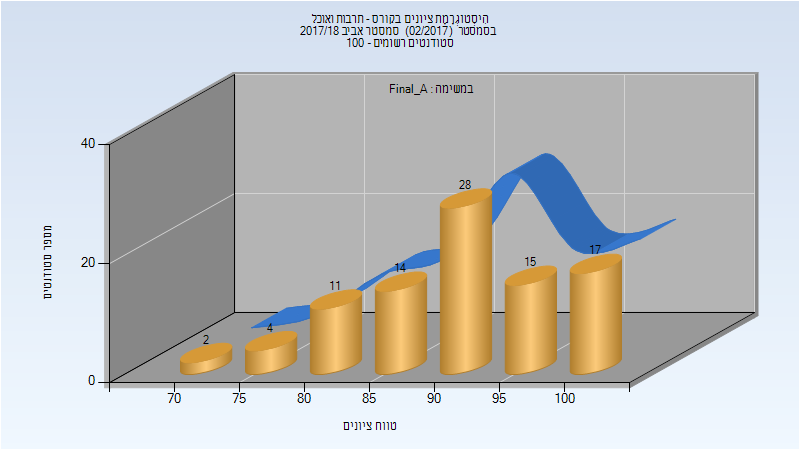 היסטוגרמת ציונים בקורס - תרבות ואוכל
בסמסטר (02/2017) סמסטר אביב 2017/18
סטודנטים רשומים - 100
במשימה : Final_A
40
20
0
מספר סטודנטים
2
4
11
14
28
15
17
70
75
80
85
90
95
100
טווח ציונים